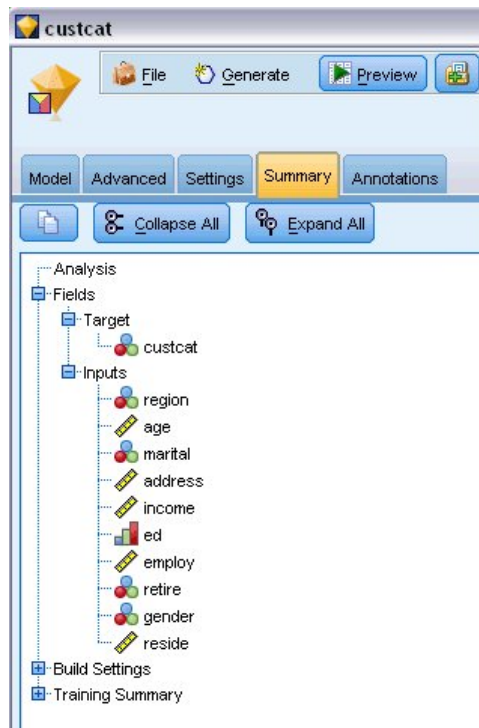 custcat
File Generate Preview
Model Advanced Settings Summary Annotations
Collapse All Expand All
Analysis
Fields
Target
custcat
Inputs
region
age
marital
address
income
ed
employ
retire
gender
reside
Build Settings
Training Summary